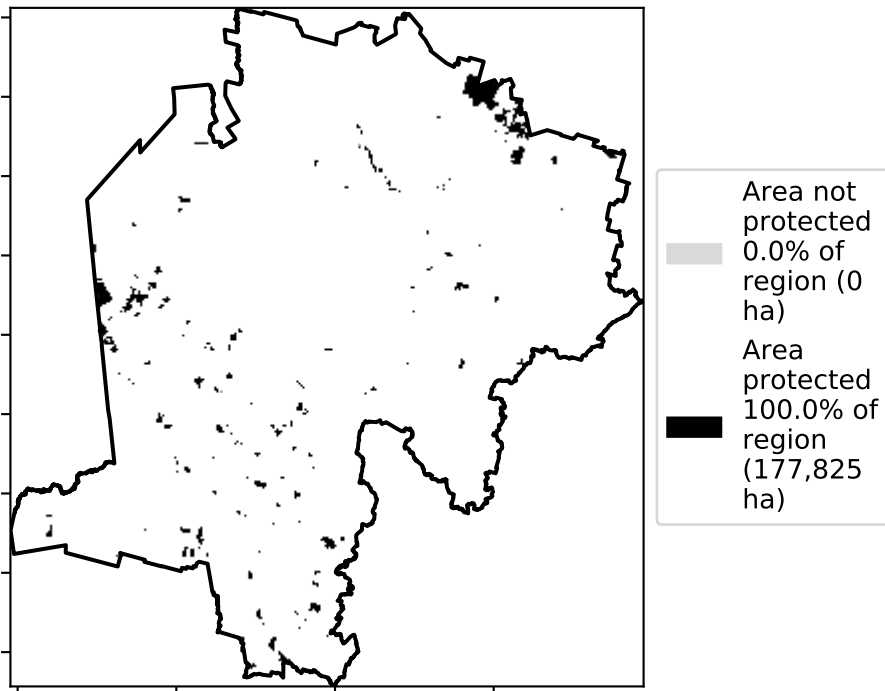 Area not
protected
0.0% of
region (0
ha)
Area
protected
100.0% of
region
(177,825
ha)